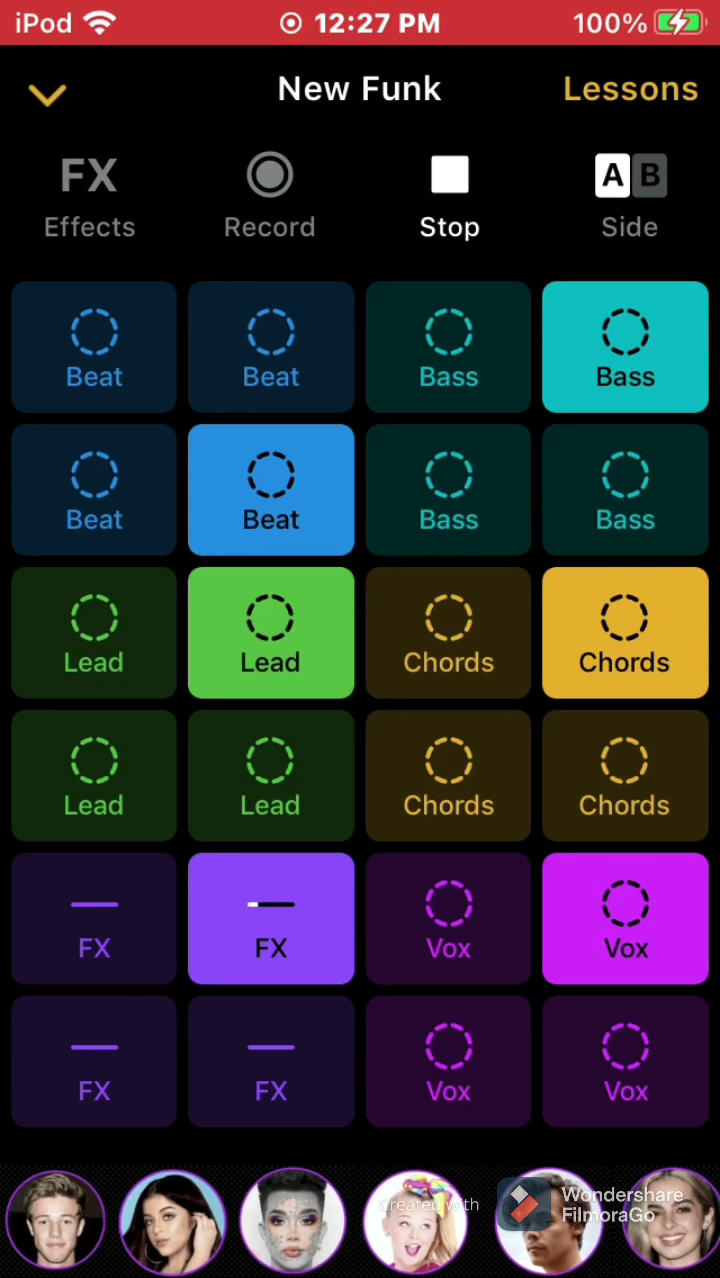 iPod 12:27 PM 100%
New Funk Lessons
FX A B
Effects Record Stop Side
Beat Beat Bass Bass
Beat Beat Bass Bass
Lead Lead Chords Chords
Lead Lead Chords Chords
FX FX Vox Vox
FX FX Vox Vox
Created with Wondershare
FilmoraGo